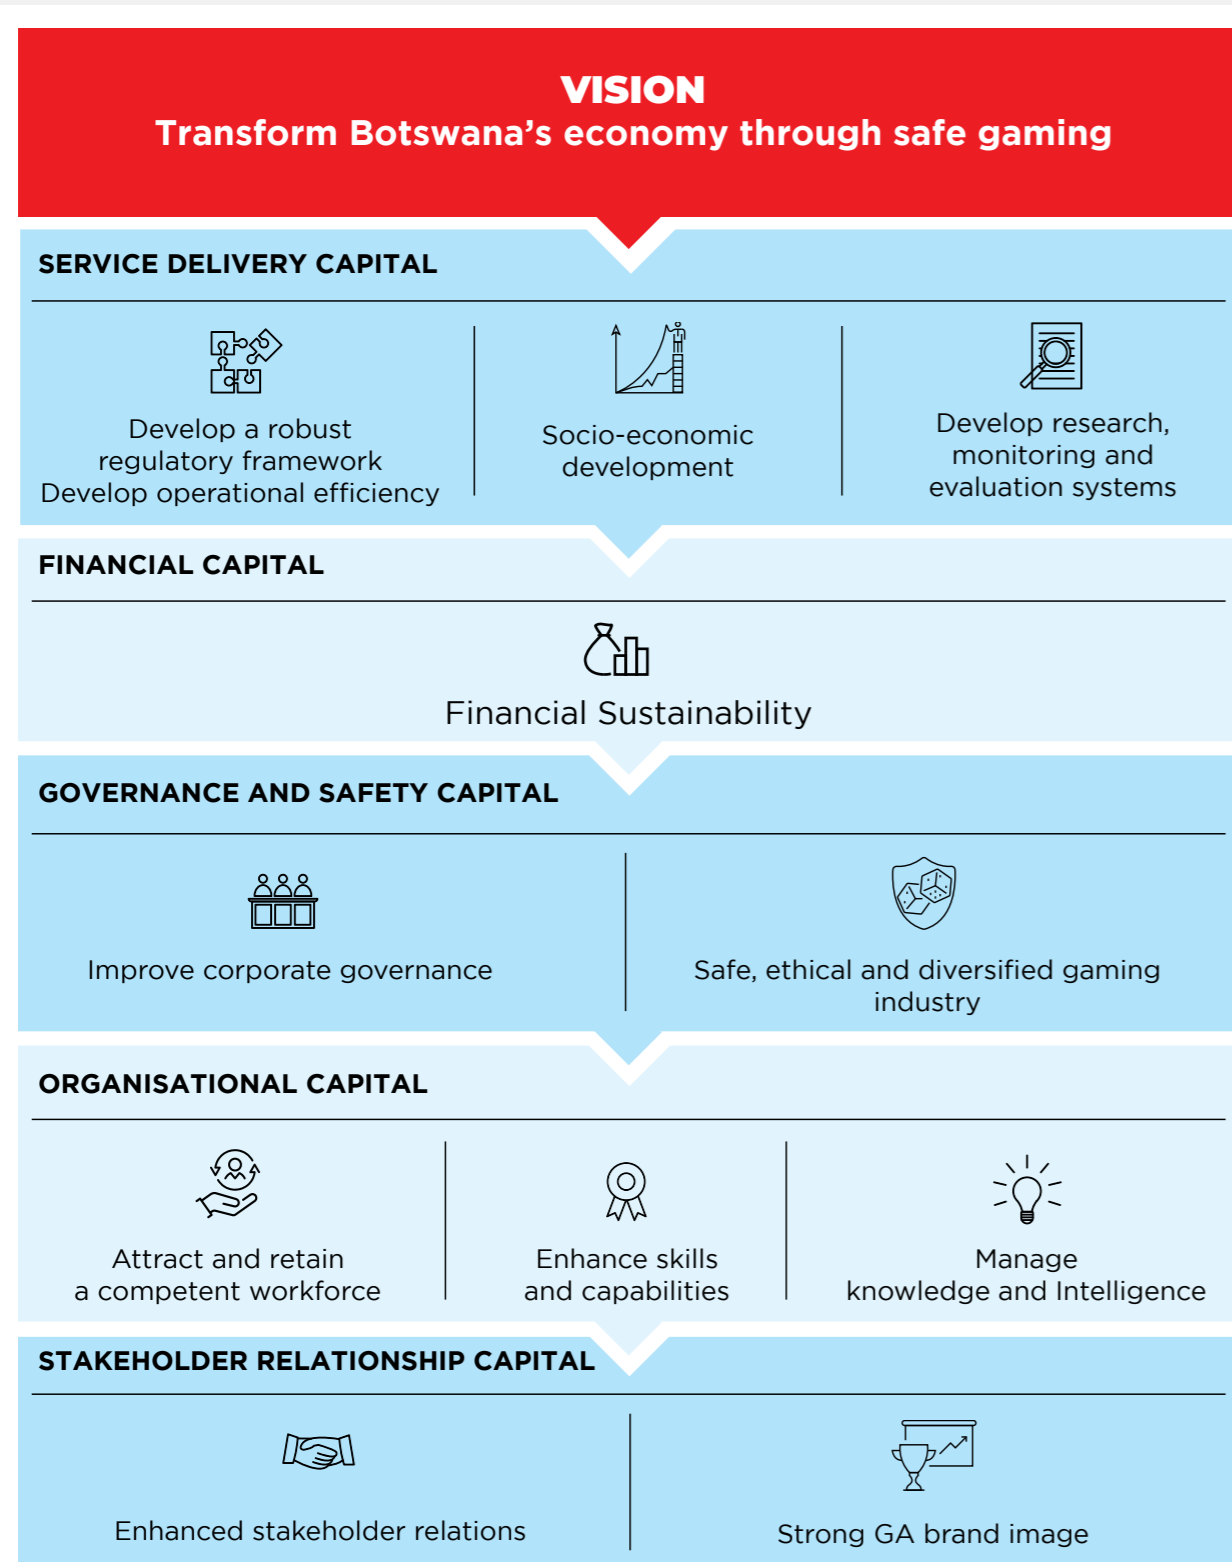 VISION
Transform Botswana’s economy through safe gaming
SERVICE DELIVERY CAPITAL
Develop a robust
regulatory framework
Develop operational efficiency
Socio-economic
development
Develop research,
monitoring and
evaluation systems
FINANCIAL CAPITAL
Financial Sustainability
GOVERNANCE AND SAFETY CAPITAL
Improve corporate governance
Safe, ethical and diversified gaming
industry
ORGANISATIONAL CAPITAL
Attract and retain
a competent workforce
Enhance skills
and capabilities
Manage
knowledge and Intelligence
STAKEHOLDER RELATIONSHIP CAPITAL
Enhanced stakeholder relations
Strong GA brand image